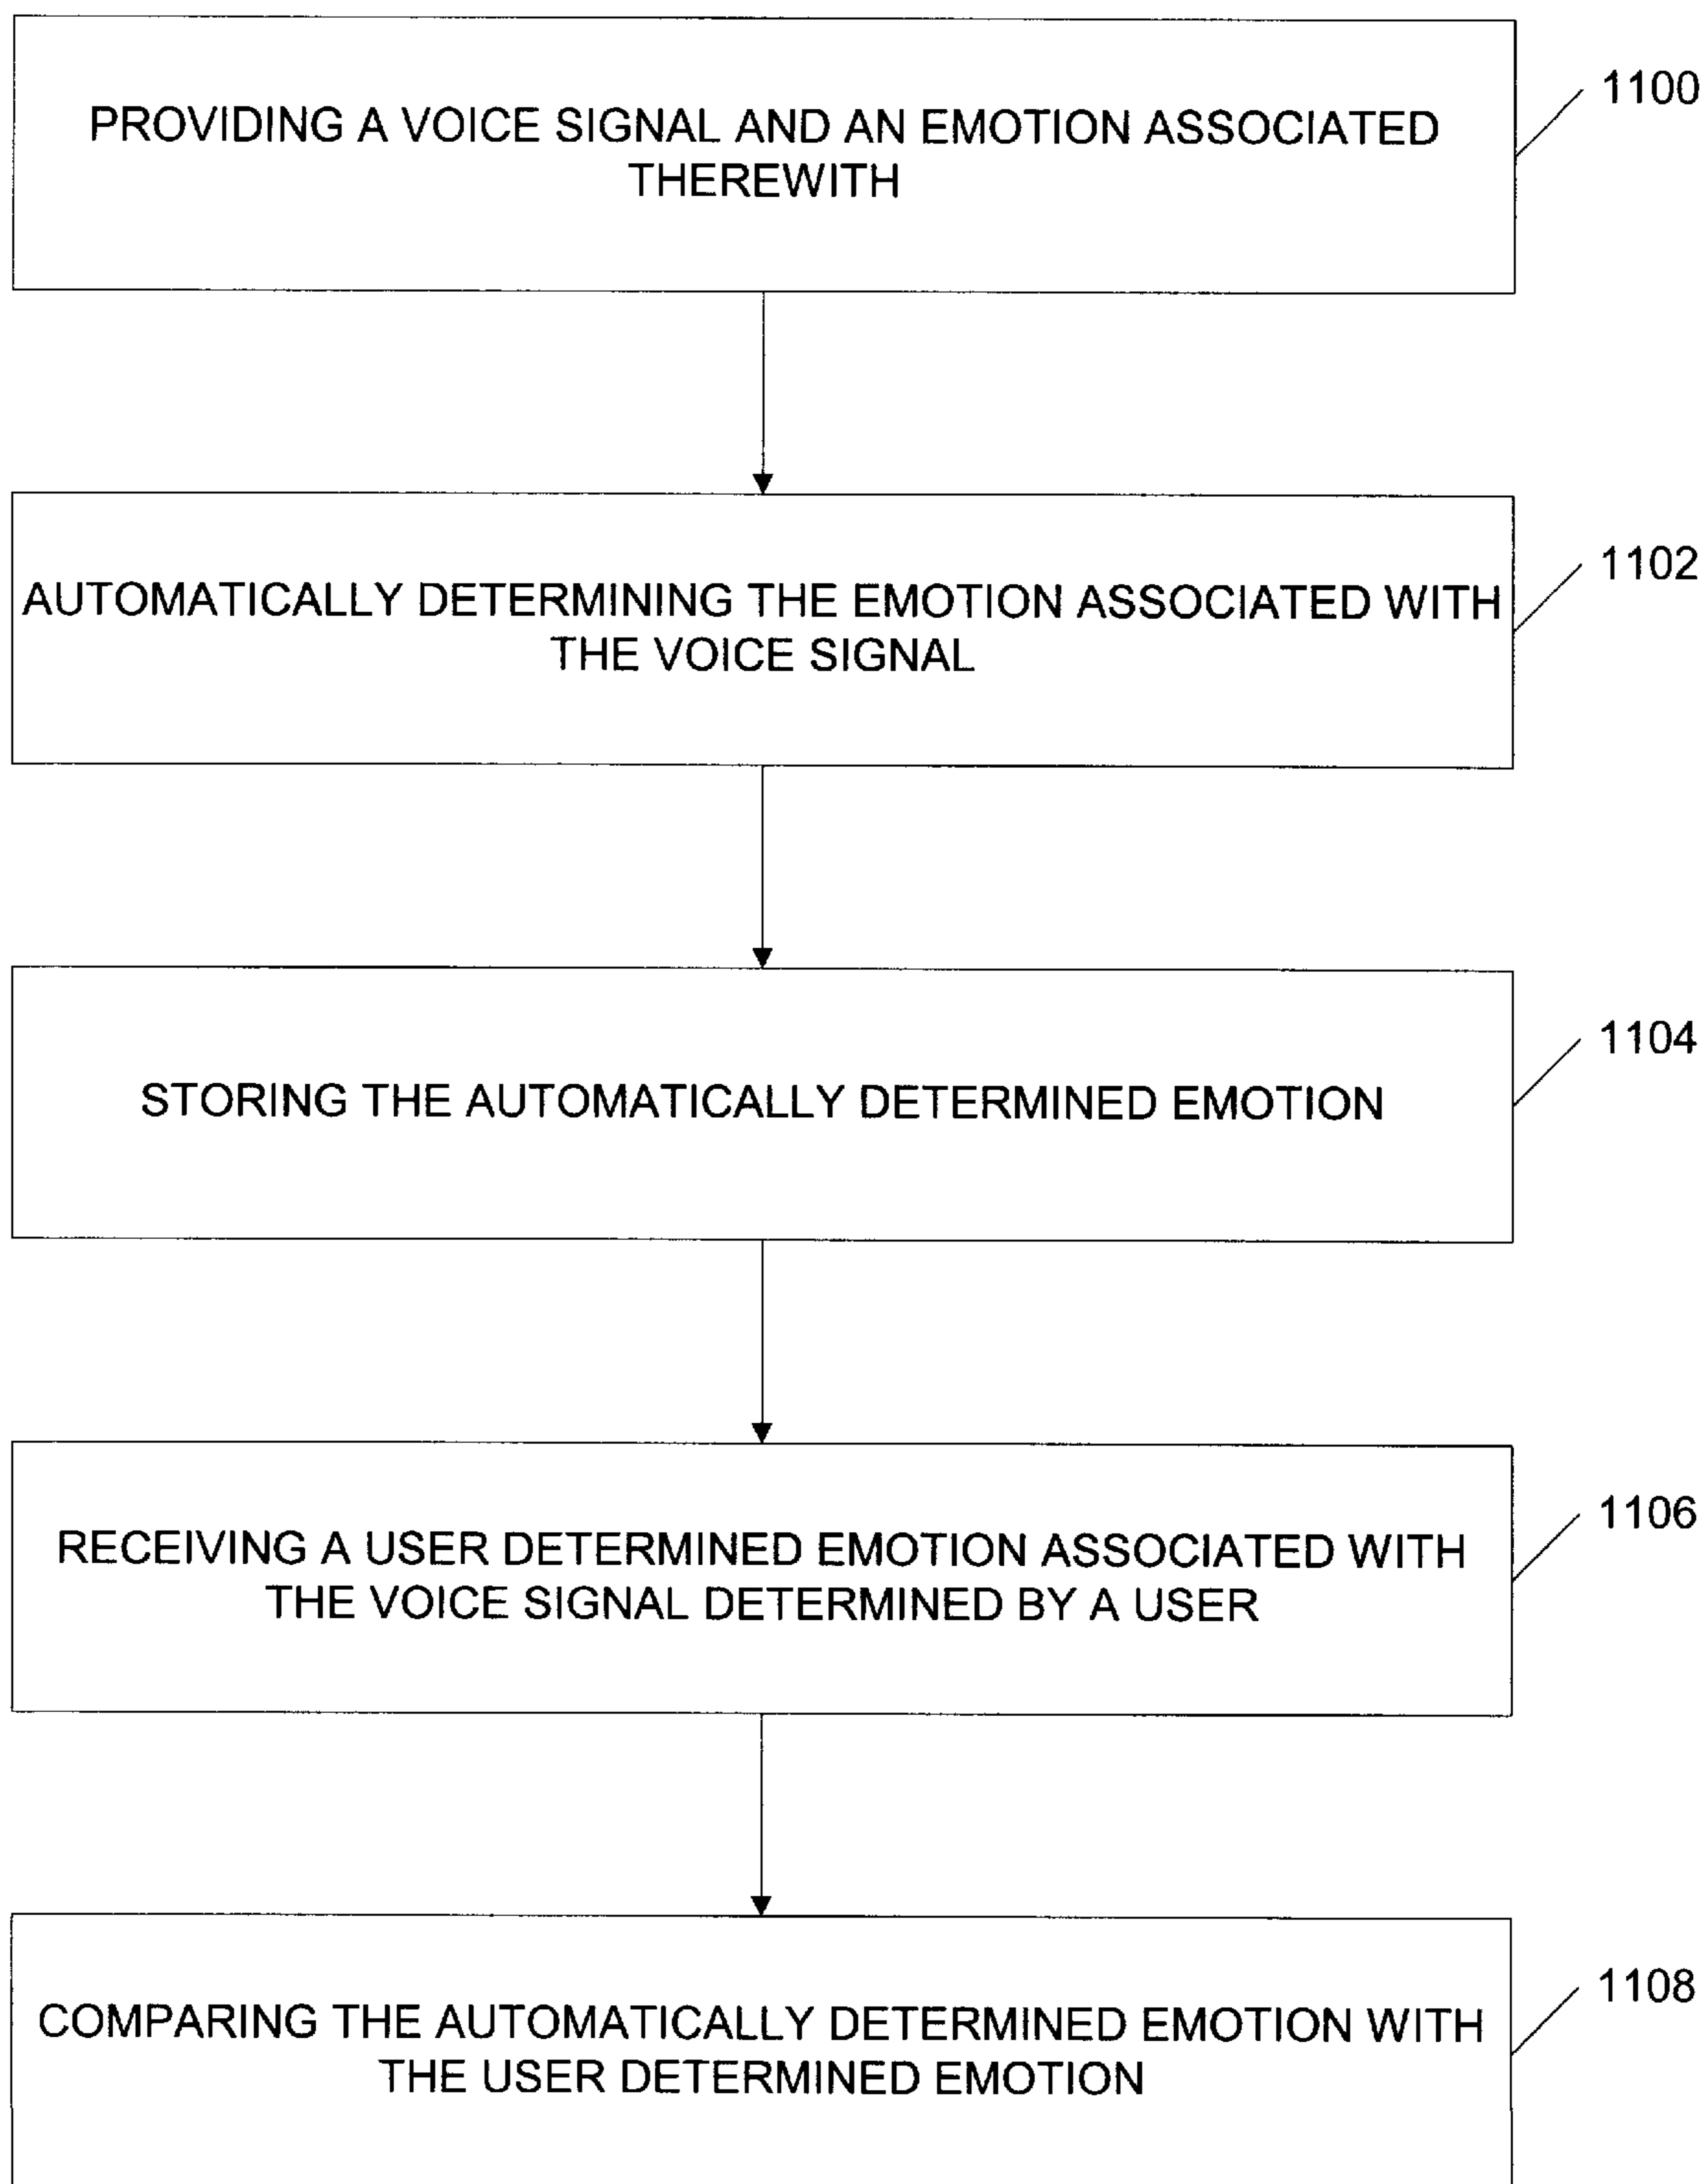 PROVIDING A VOICE SIGNAL AND AN EMOTION ASSOCIATED
THEREWITH
1100
AUTOMATICALLY DETERMINING THE EMOTION ASSOCIATED WITH
THE VOICE SIGNAL
1102
STORING THE AUTOMATICALLY DETERMINED EMOTION
1104
RECEIVING A USER DETERMINED EMOTION ASSOCIATED WITH
THE VOICE SIGNAL DETERMINED BY A USER
1106
COMPARING THE AUTOMATICALLY DETERMINED EMOTION WITH
THE USER DETERMINED EMOTION
1108